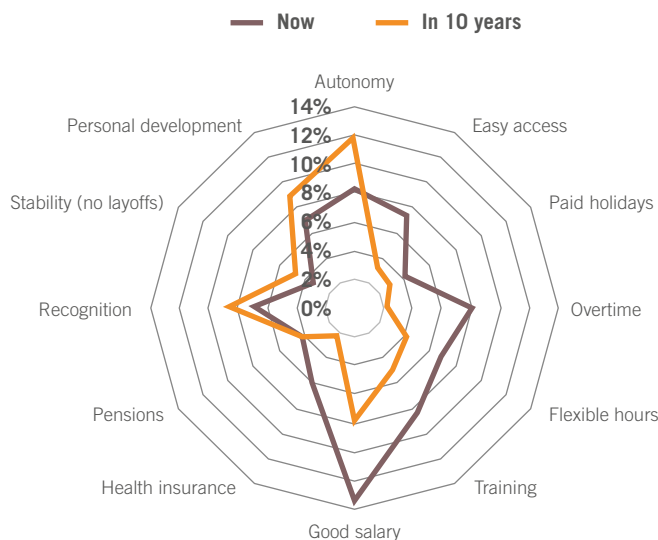 Now
In 10 years
Autonomy
14%
12%
10%
8%
6%
4%
2%
0%
Easy access
Paid holidays
Overtime
Flexible hours
Training
Good salary
Health insurance
Pensions
Recognition
Stability (no layoffs)
Personal development